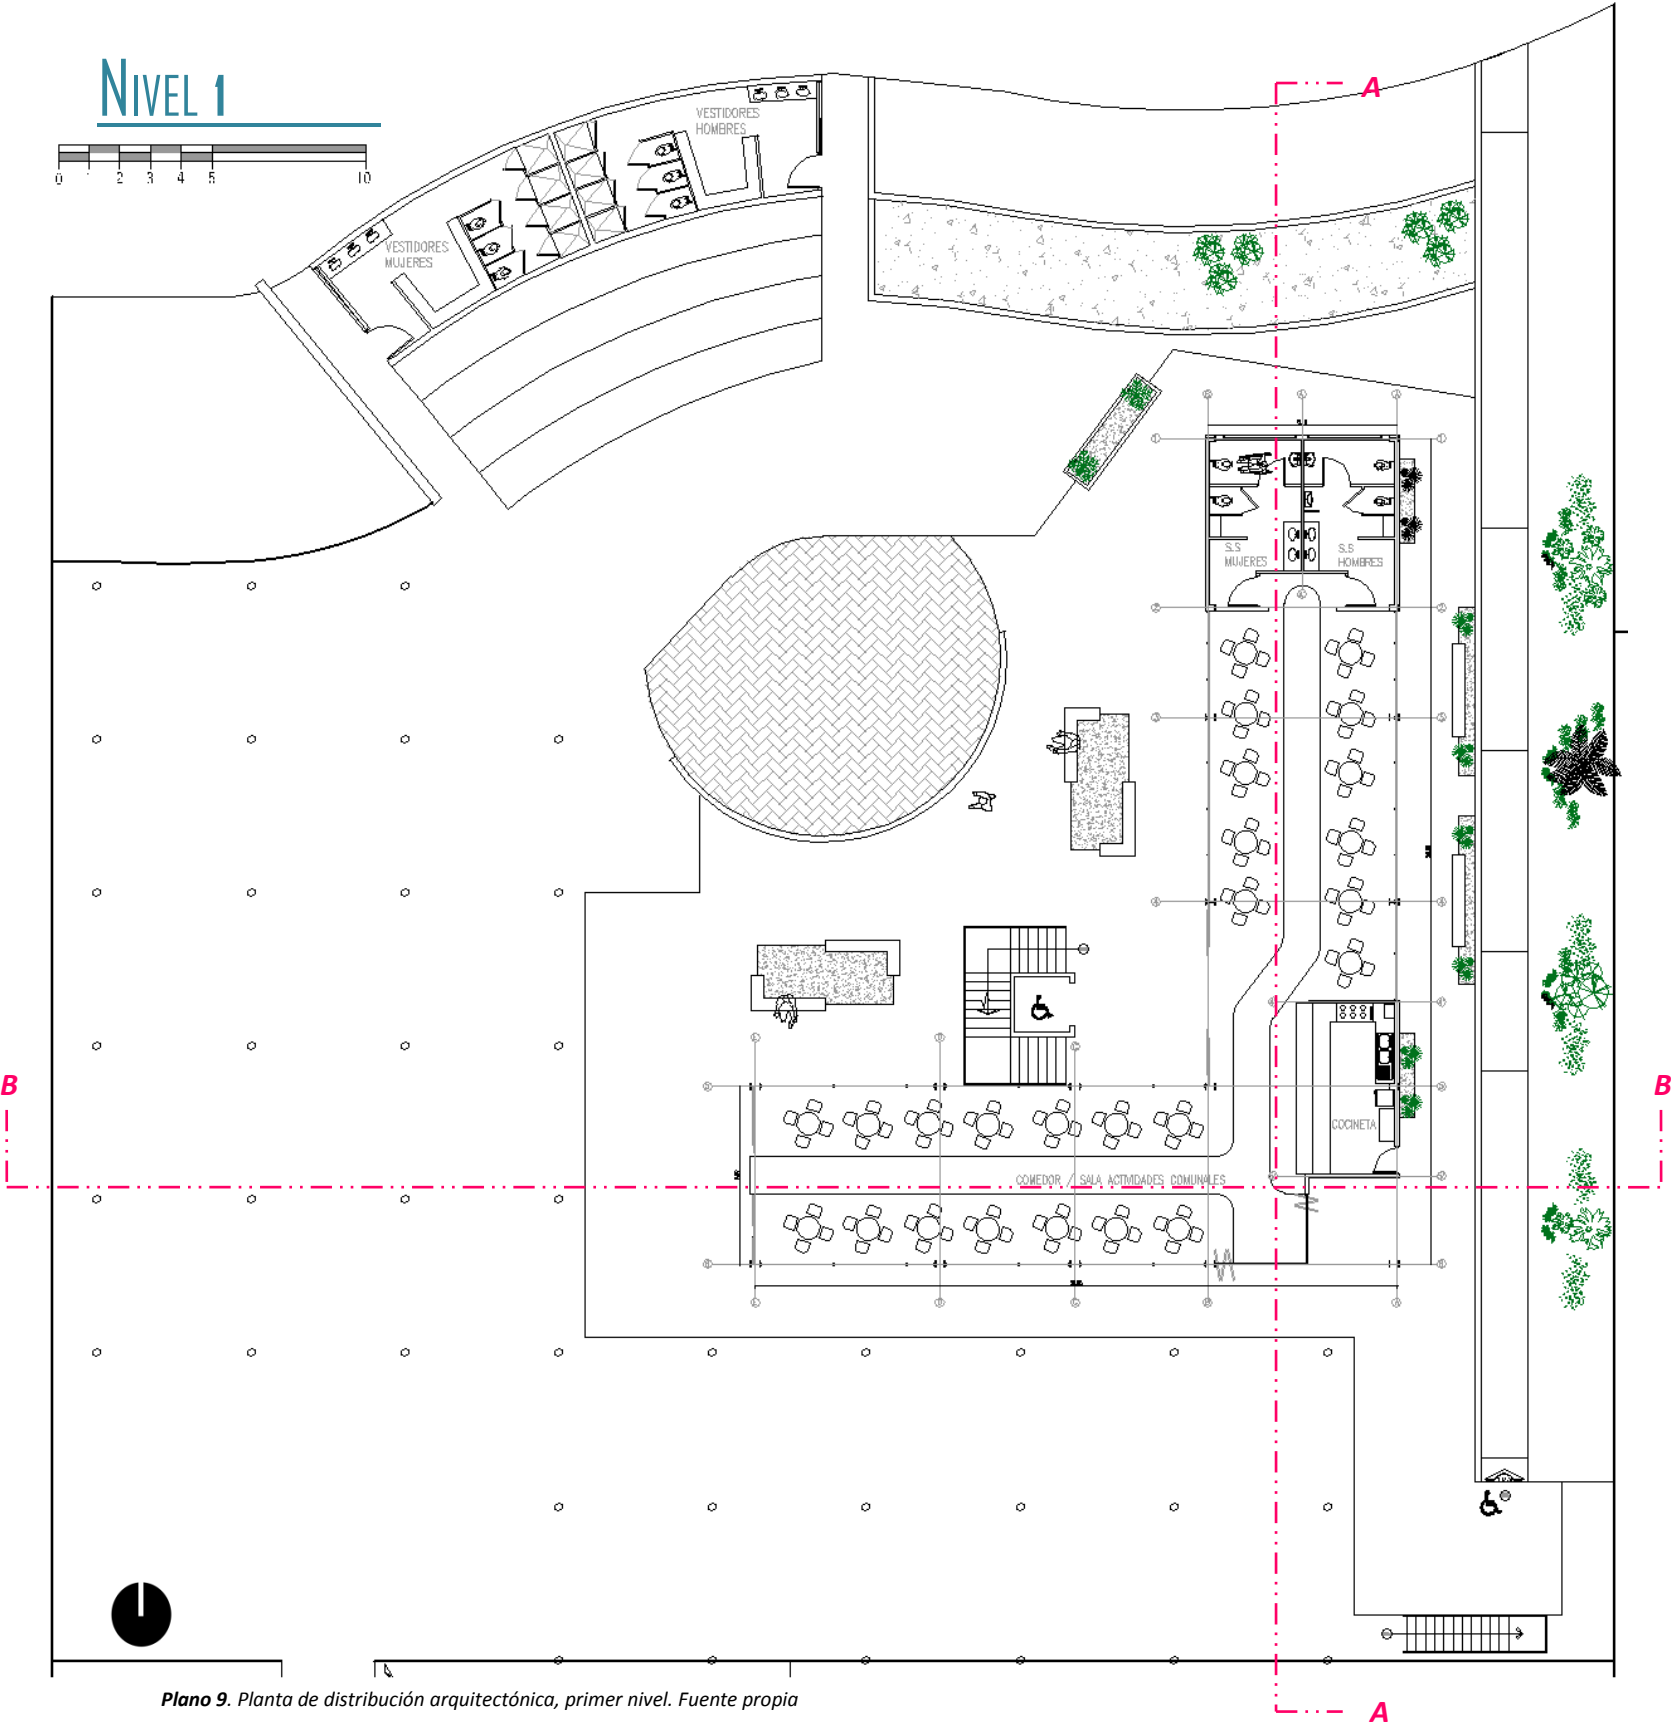 NIVEL 1
0 1 2 3 4 5 10
A
VESTIDORES
HOMBRES
VESTIDORES
MUJERES
S.S
MUJERES
S.S
HOMBRES
B
B
COCINETA
COMEDOR / SALA ACTIVIDADES COMUNALES
Plano 9. Planta de distribución arquitectónica, primer nivel. Fuente propia
A